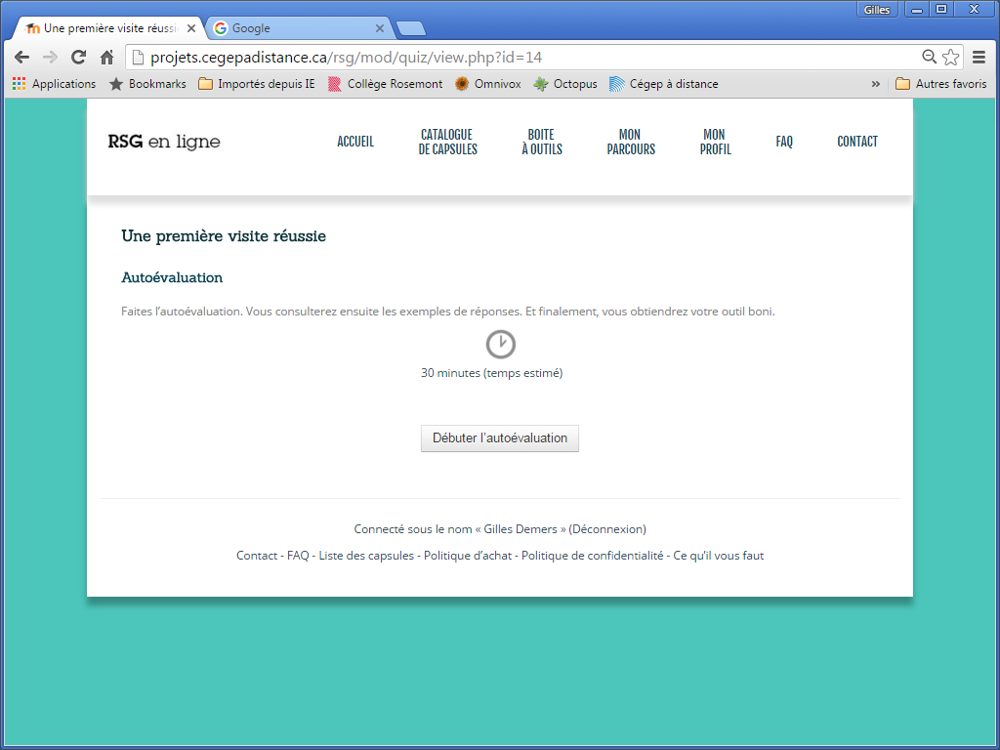 Gilles
Une première visite réussi
Google
projets.cegepadistance.ca/rsg/mod/quiz/view.php?id=14
Applications Bookmarks Importés depuis IE Collège Rosemont Omnivox Octopus Cégep à distance » Autres favoris
RSG en ligne
ACCUEIL
CATALOGUE
DE CAPSULES
BOITE
À OUTILS
MON
PARCOURS
MON
PROFIL
FAQ
CONTACT
Une première visite réussie
Autoévaluation
Faites l'autoévaluation. Vous consulterez ensuite les exemples de réponses. Et finalement, vous obtiendrez votre outil boni.
30 minutes (temps estimé)
Débuter l'autoévaluation
Connecté sous le nom « Gilles Demers » (Déconnexion)
Contact - FAQ - Liste des capsules - Politique d'achat - Politique de confidentialité - Ce qu'il vous faut